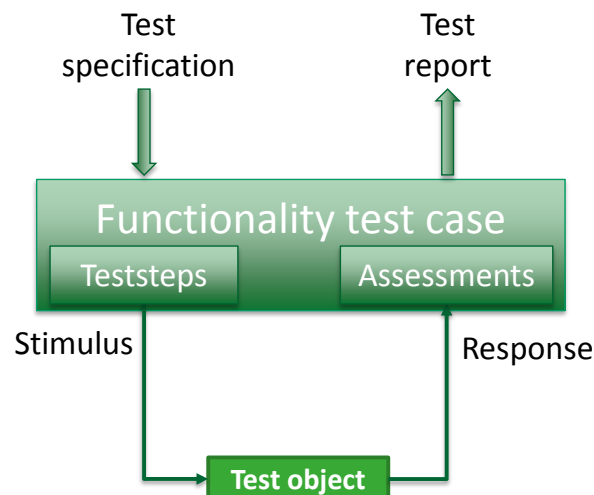 Test
specification
Test
report
Functionality test case
Teststeps
Assessments
Stimulus
Response
Test object